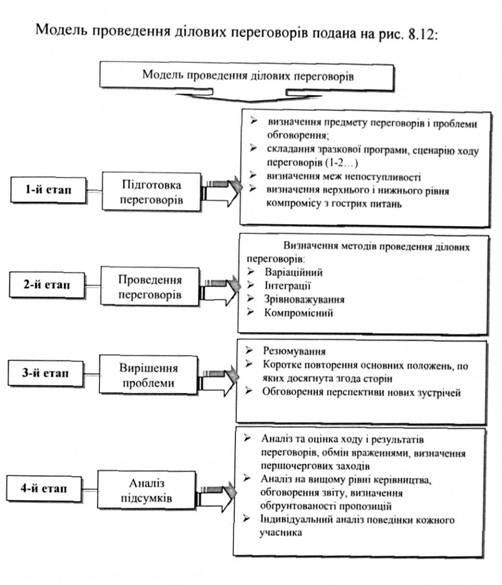 Модель проведення ділових переговорів подана на рис. 8.12:
Модель проведення ділових переговорів
1-й етап
Підготовка
переговорів
➢ визначення предмету переговорів і проблеми
обговорення;
➢ складання зразкової програми, сценарію ходу
переговорів (1-2…)
➢ визначення меж непоступливості
➢ визначення верхнього і нижнього рівня
компромісу з гострих питань
2-й етап
Проведення
переговорів
Визначення методів проведення ділових
переговорів:
➢ Варіаційний
➢ Інтеграції
➢ Зрівноважування
➢ Компромісний
3-й етап
Вирішення
проблеми
➢ Резюмування
➢ Коротке повторення основних положень, по
яких досягнута згода сторін
➢ Обговорення перспективи нових зустрічей
4-й етап
Аналіз
підсумків
➢ Аналіз та оцінка ходу і результатів
переговорів, обмін враженнями, визначення
першочергових заходів
➢ Аналіз на вищому рівні керівництва,
обговорення звіту, визначення
обґрунтованості пропозицій
➢ Індивідуальний аналіз поведінки кожного
учасника